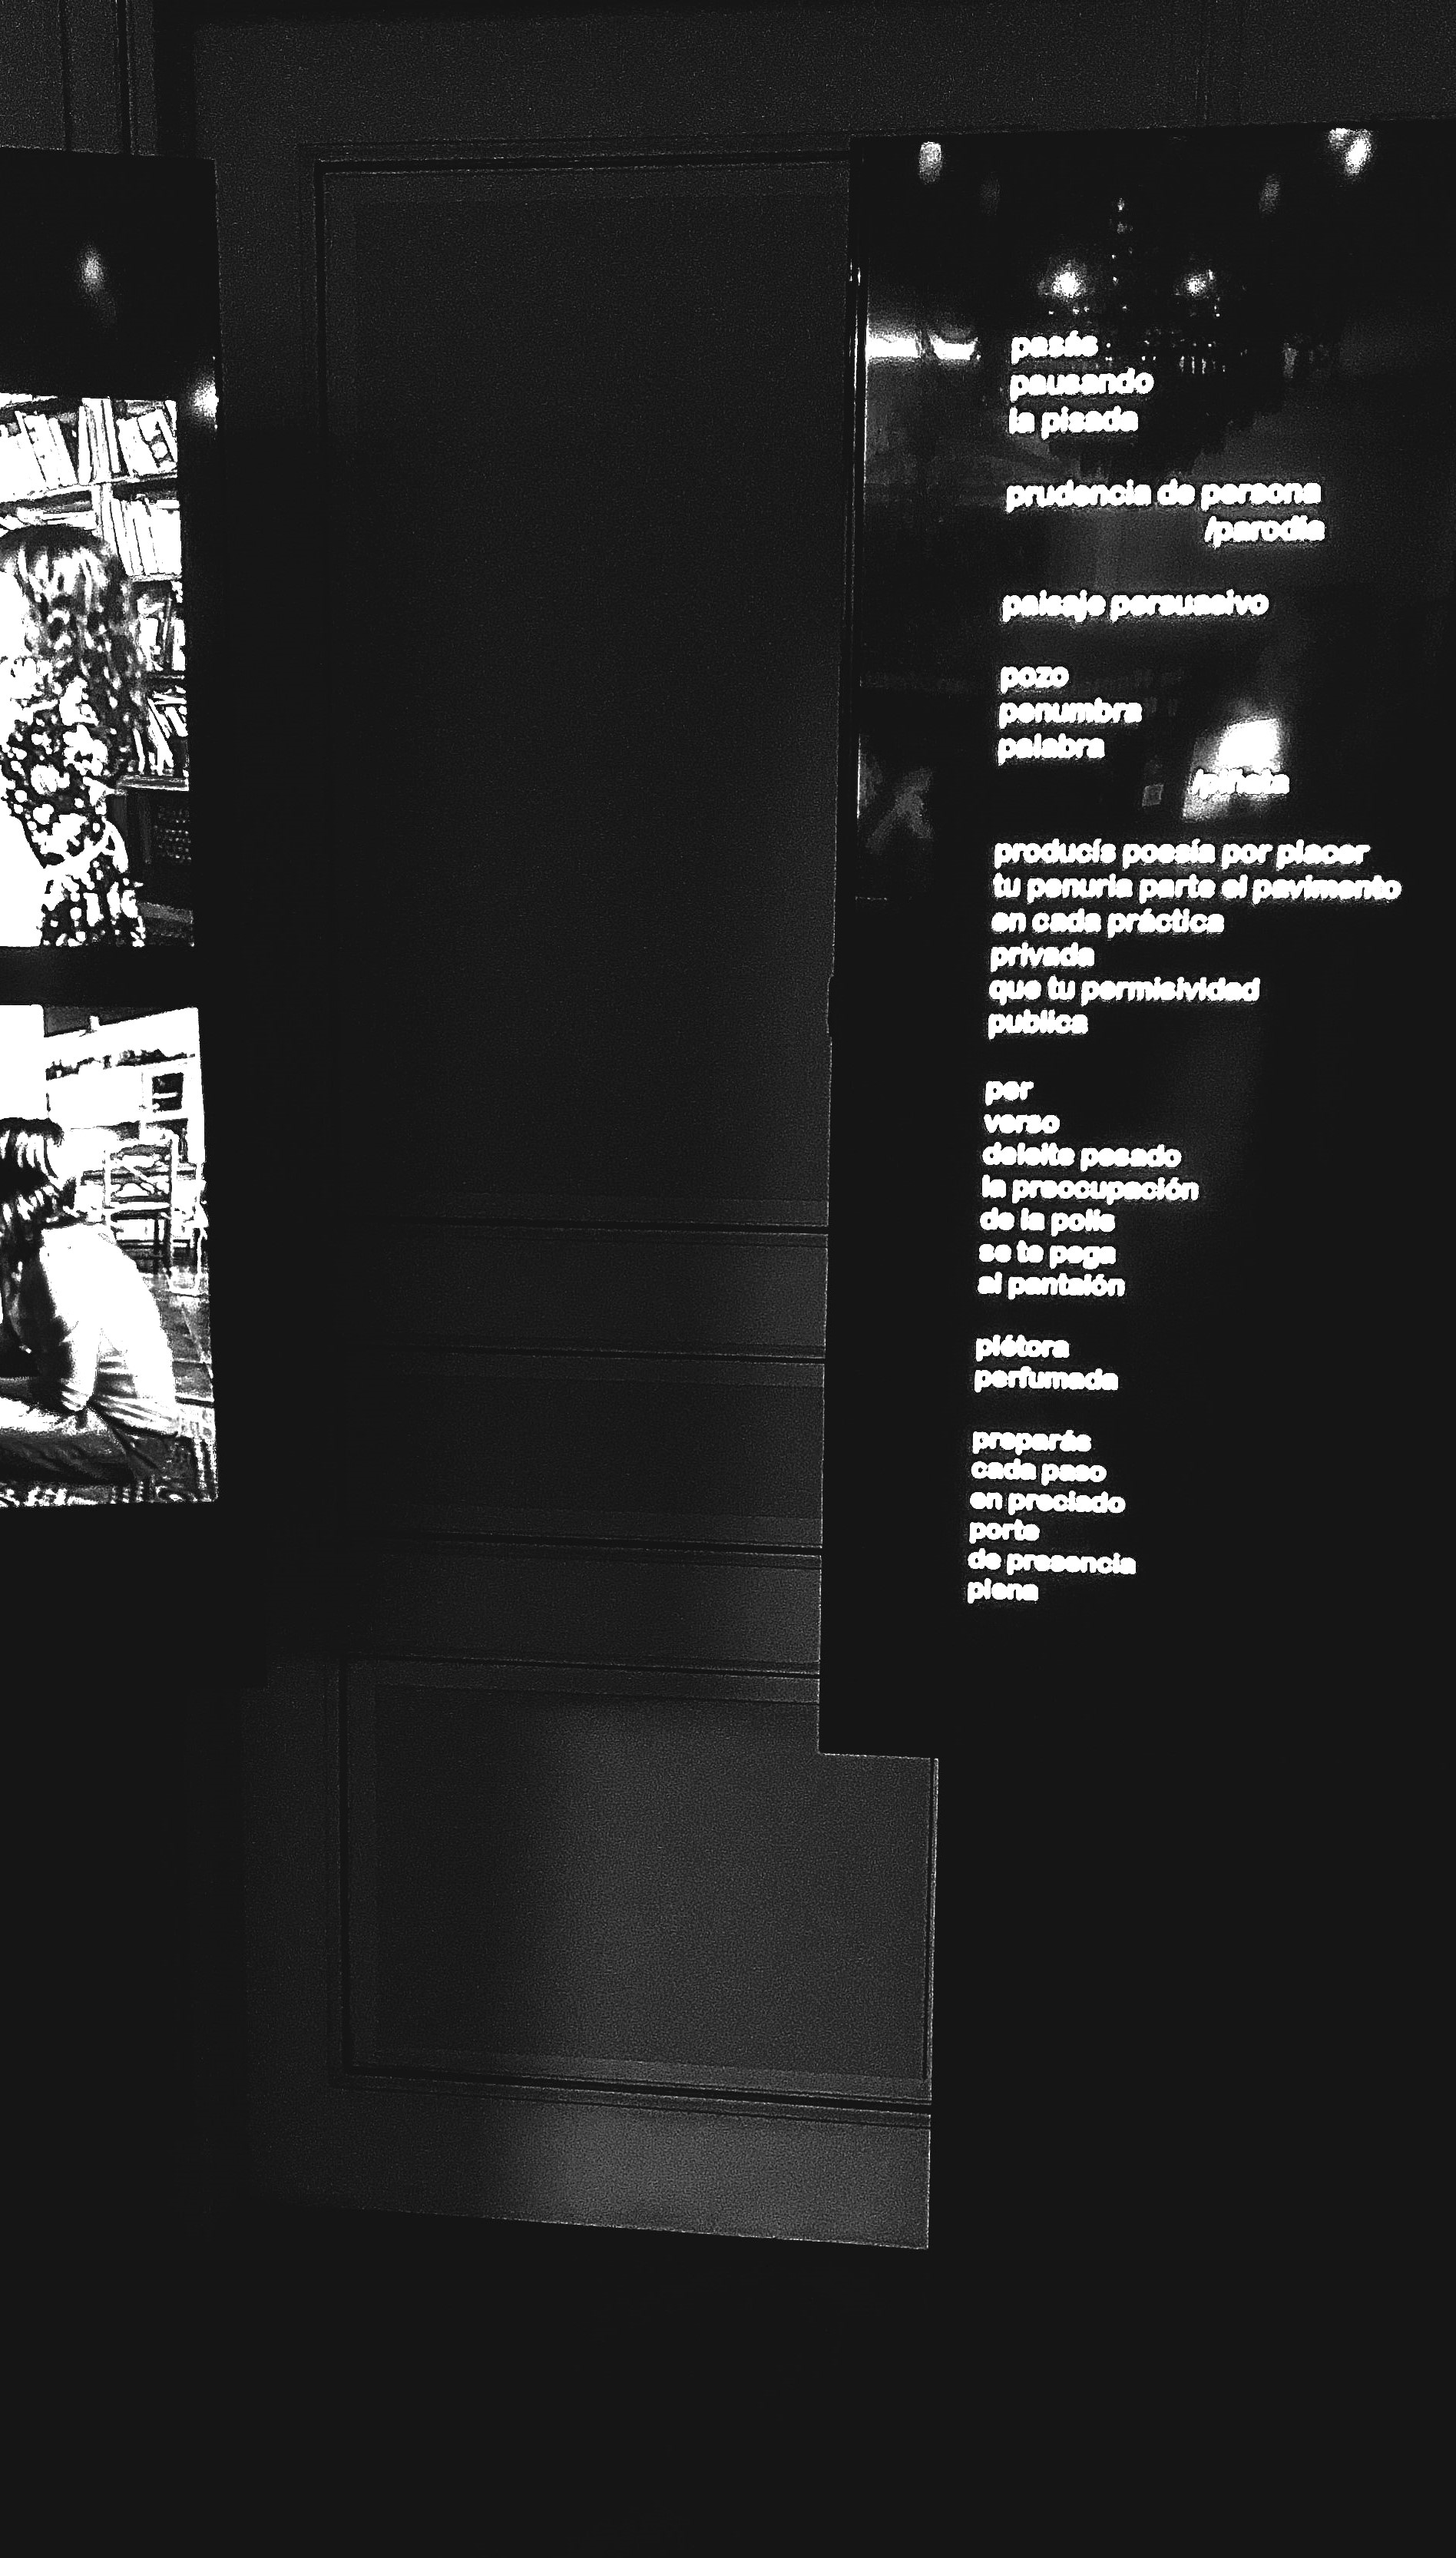 pasás
pausando
la pisada
prudencia de persona
/parodia
paisaje persuasivo
pozo
penumbra
palabra
/piñata
producís poesía por placer
tu penuria parte el pavimento
en cada práctica
privada
que tu permisividad
publica
per
verso
deleite pesado
la preocupación
de la polis
se te pega
al pantalón
plétora
perfumada
preparás
cada paso
en preciado
porte
de presencia
plena